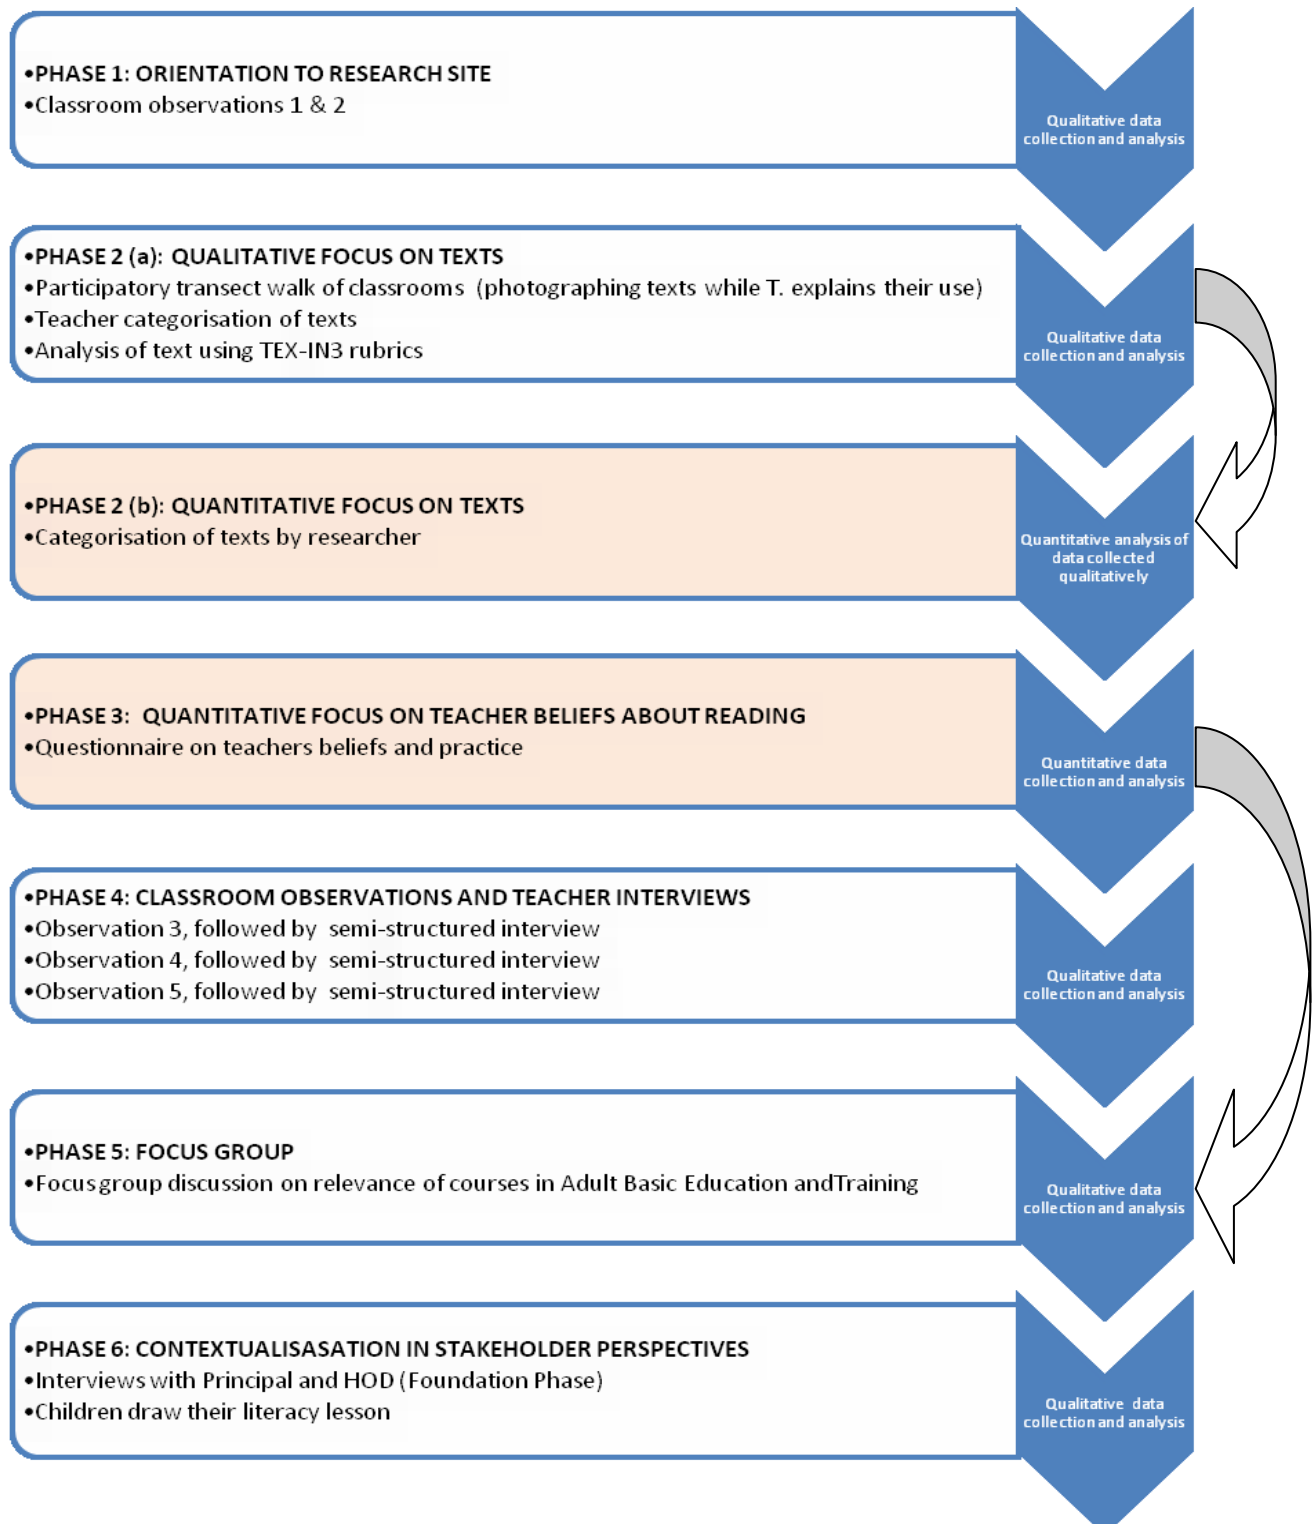 •PHASE 1: ORIENTATION TO RESEARCH SITE
•Classroom observations 1 & 2
Qualitative data
collection and analysis
•PHASE 2 (a): QUALITATIVE FOCUS ON TEXTS
•Participatory transect walk of classrooms (photographing texts while T. explains their use)
•Teacher categorisation of texts
•Analysis of text using TEX-IN3 rubrics
Qualitative data
collection and analysis
•PHASE 2 (b): QUANTITATIVE FOCUS ON TEXTS
•Categorisation of texts by researcher
Quantitative analysis of
data collected
qualitatively
•PHASE 3: QUANTITATIVE FOCUS ON TEACHER BELIEFS ABOUT READING
•Questionnaire on teachers beliefs and practice
Quantitative data
collection and analysis
•PHASE 4: CLASSROOM OBSERVATIONS AND TEACHER INTERVIEWS
•Observation 3, followed by semi-structured interview
•Observation 4, followed by semi-structured interview
•Observation 5, followed by semi-structured interview
Qualitative data
collection and analysis
•PHASE 5: FOCUS GROUP
•Focus group discussion on relevance of courses in Adult Basic Education andTraining
Qualitative data
collection and analysis
•PHASE 6: CONTEXTUALISASATION IN STAKEHOLDER PERSPECTIVES
•Interviews with Principal and HOD (Foundation Phase)
•Children draw their literacy lesson
Qualitative data
collection and analysis